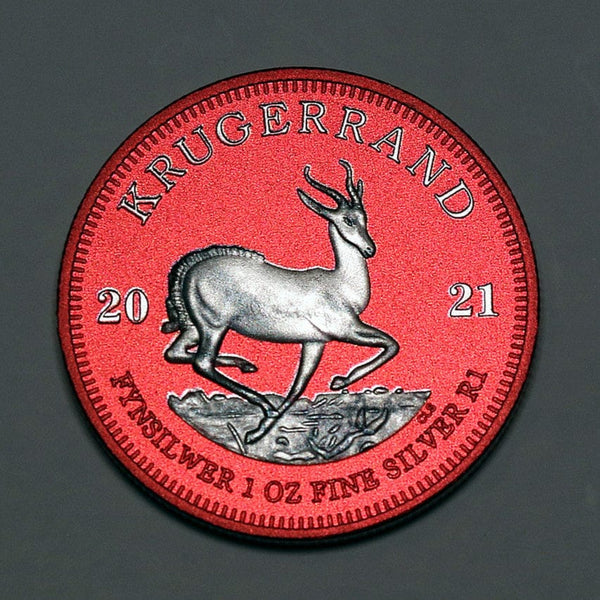 KRUGERRAND
20 21
FYNSILWER 1 OZ FINE SILVER R1